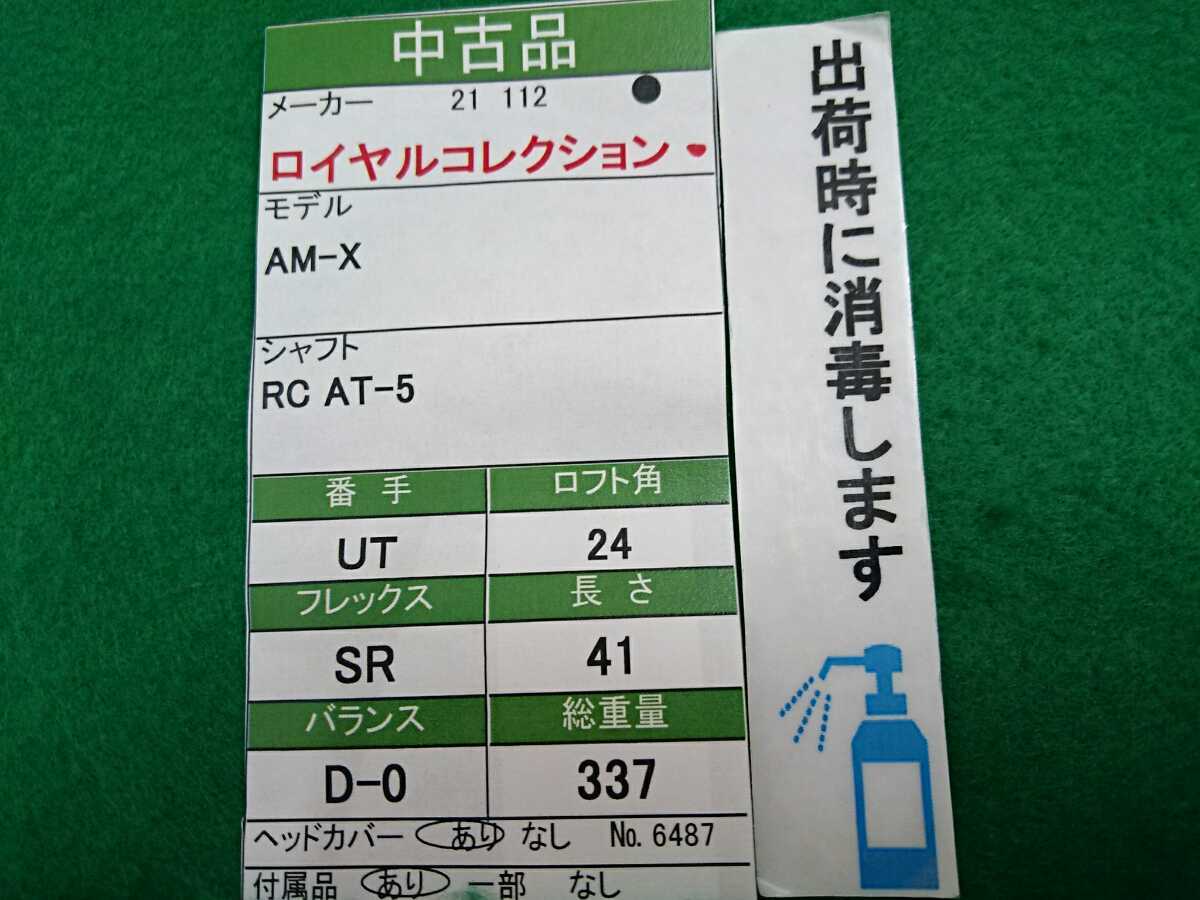 中古品
メーカー 21 112
ロイヤルコレクション
モデル
AM-X
シャフト
RC AT-5
番 手 ロフト角
UT 24
フレックス 長 さ
SR 41
バランス 総重量
D-0 337
ヘッドカバー あり なし No. 6487
付属品 あり 一部 なし
出荷時に消毒します